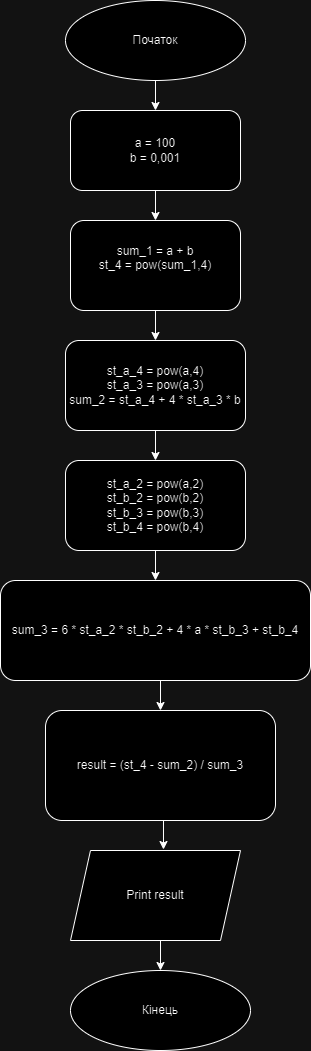 Початок
a = 100
b = 0,001
sum_1 = a + b
st_4 = pow(sum_1,4)
st_a_4 = pow(a,4)
st_a_3 = pow(a,3)
sum_2 = st_a_4 + 4 * st_a_3 * b
st_a_2 = pow(a,2)
st_b_2 = pow(b,2)
st_b_3 = pow(b,3)
st_b_4 = pow(b,4)
sum_3 = 6 * st_a_2 * st_b_2 + 4 * a * st_b_3 + st_b_4
result = (st_4 - sum_2) / sum_3
Print result
Кінець